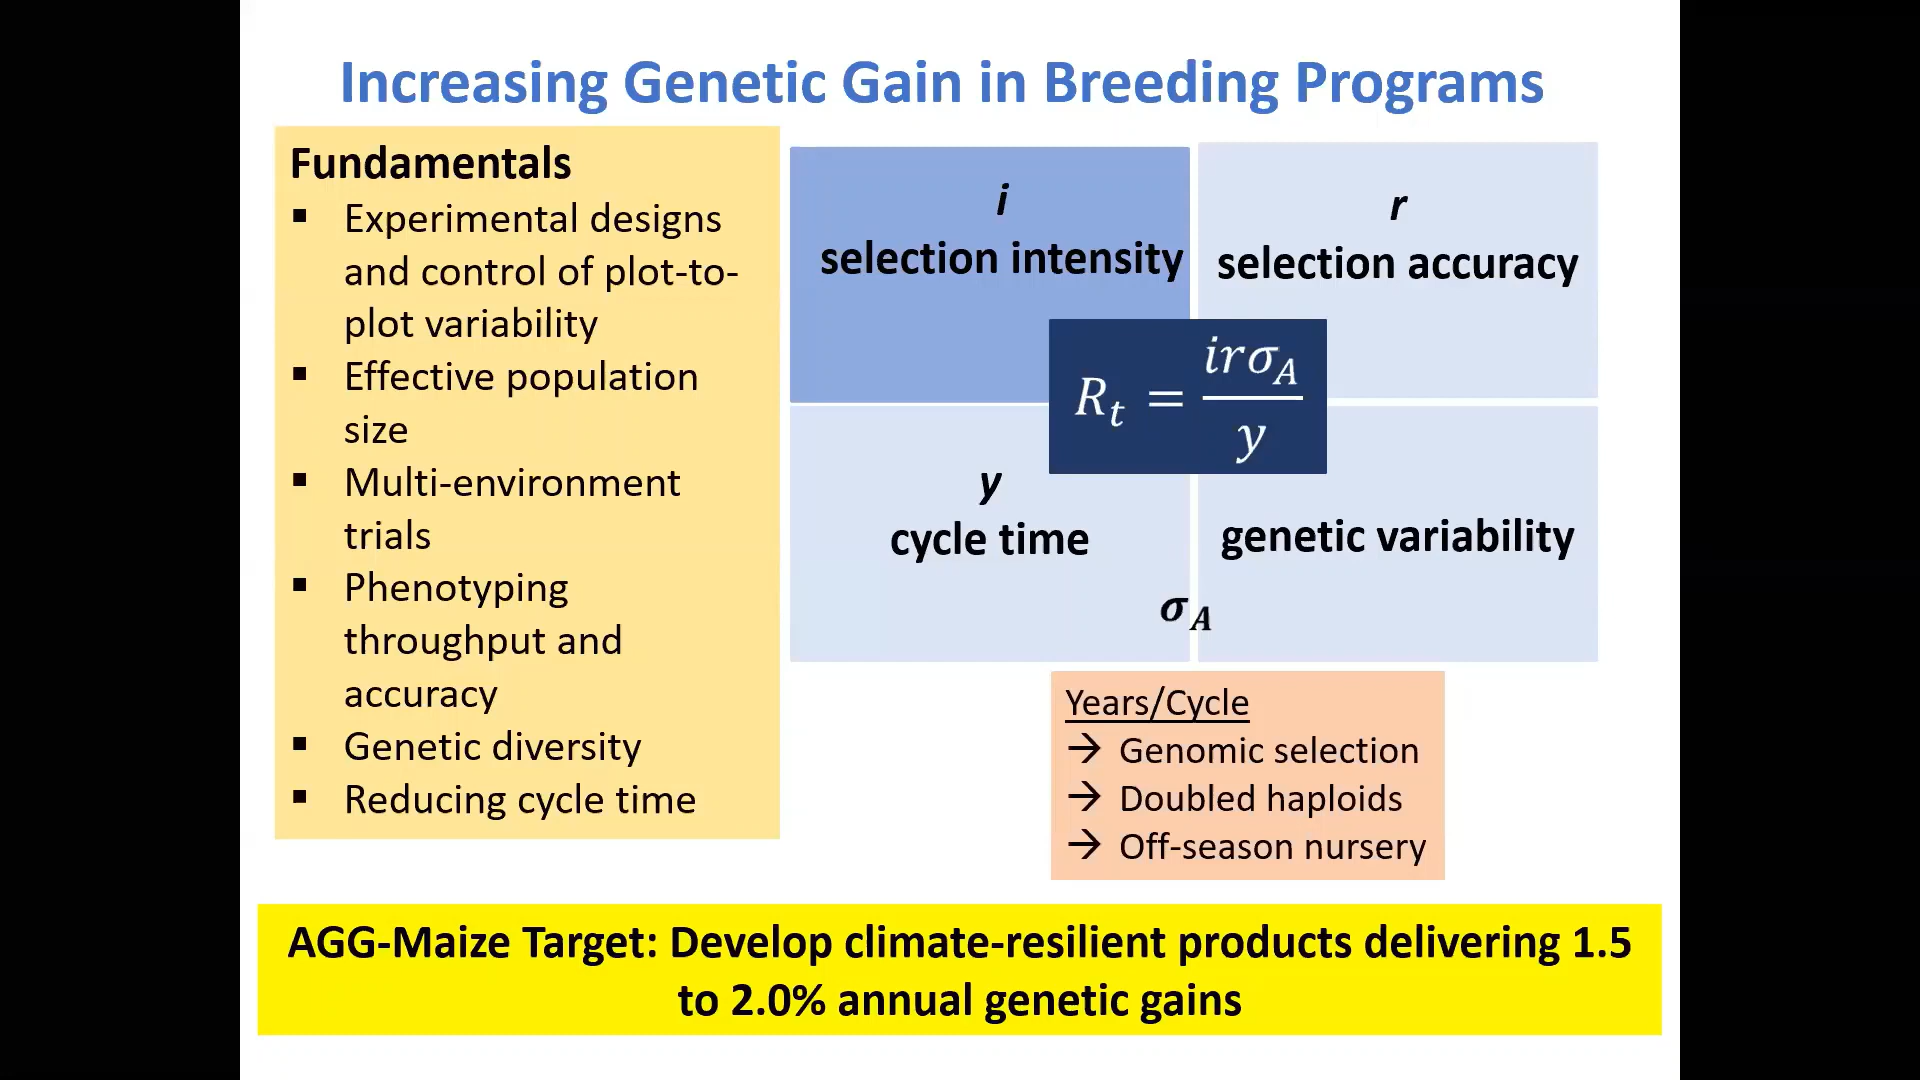 Increasing Genetic Gain in Breeding Programs
Fundamentals
▪ Experimental designs
and control of plot-to-
plot variability
▪ Effective population
size
▪ Multi-environment
trials
▪ Phenotyping
throughput and
accuracy
▪ Genetic diversity
▪ Reducing cycle time
i
selection intensity
r
selection accuracy
R_t = irσ_A / y
y
cycle time
genetic variability
σ_A
Years/Cycle
→ Genomic selection
→ Doubled haploids
→ Off-season nursery
AGG-Maize Target: Develop climate-resilient products delivering 1.5
to 2.0% annual genetic gains